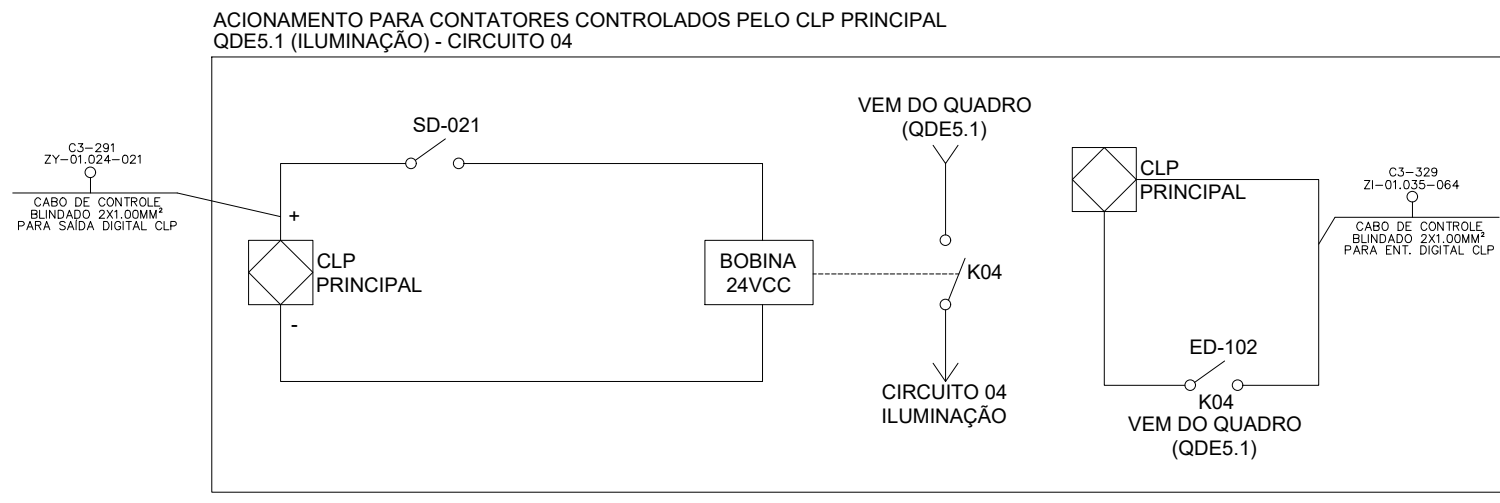 ACIONAMENTO PARA CONTATORES CONTROLADOS PELO CLP PRINCIPAL
QDE5.1 (ILUMINAÇÃO) - CIRCUITO 04
C3-291
ZY-01.024-021
CABO DE CONTROLE
BLINDADO 2X1.00MM²
PARA SAÍDA DIGITAL CLP
SD-021
+
CLP
PRINCIPAL
-
BOBINA
24VCC
VEM DO QUADRO
(QDE5.1)
K04
CIRCUITO 04
ILUMINAÇÃO
CLP
PRINCIPAL
ED-102
K04
VEM DO QUADRO
(QDE5.1)
C3-329
ZI-01.035-064
CABO DE CONTROLE
BLINDADO 2X1.00MM²
PARA ENT. DIGITAL CLP